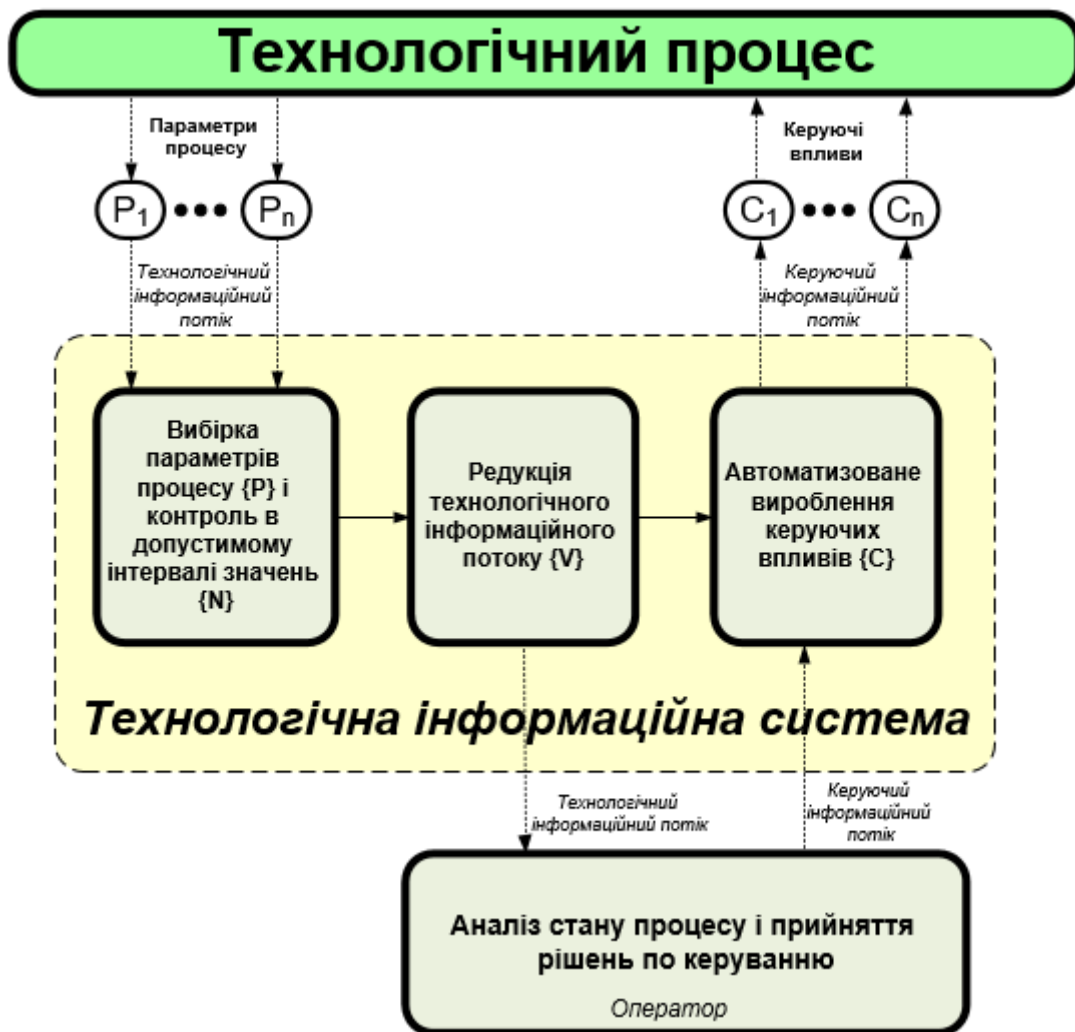 Технологічний процес
Параметри
процесу
Керуючі
впливи
P1 ••• Pn
C1 ••• Cn
Технологічний
інформаційний
потік
Керуючий
інформаційний
потік
Вибірка
параметрів
процесу {P} і
контроль в
допустимому
інтервалі значень
{N}
Редукція
технологічного
інформаційного
потоку {V}
Автоматизоване
вироблення
керуючих
впливів {C}
Технологічна інформаційна система
Технологічний
інформаційний потік
Керуючий
інформаційний
потік
Аналіз стану процесу і прийняття
рішень по керуванню
Оператор